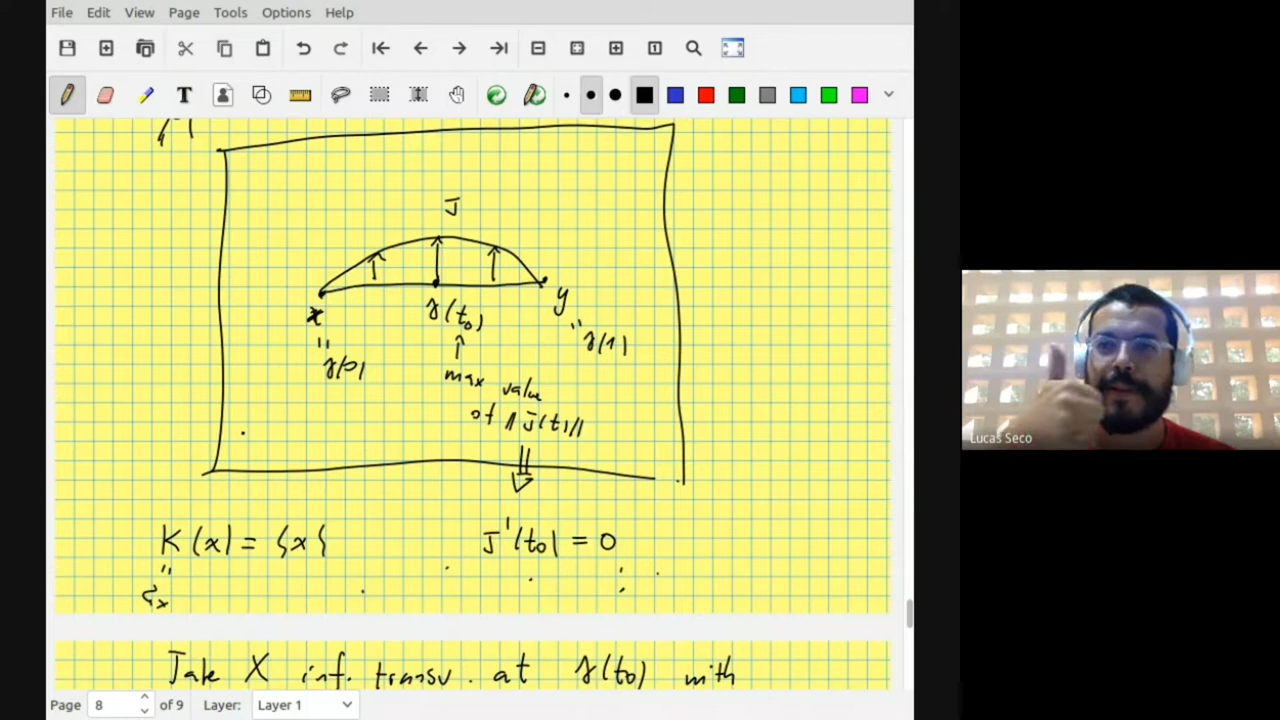 File Edit View Page Tools Options Help
J
x
γ(t₀)
y
" γ(0)
" γ(1)
max value
of ||J(t)||
⇓
K(x) = {x}
J'(t₀) = 0
"
Take X inf. transv. at γ(t₀) with
Page 8 of 9 Layer: Layer 1
Lucas Seco